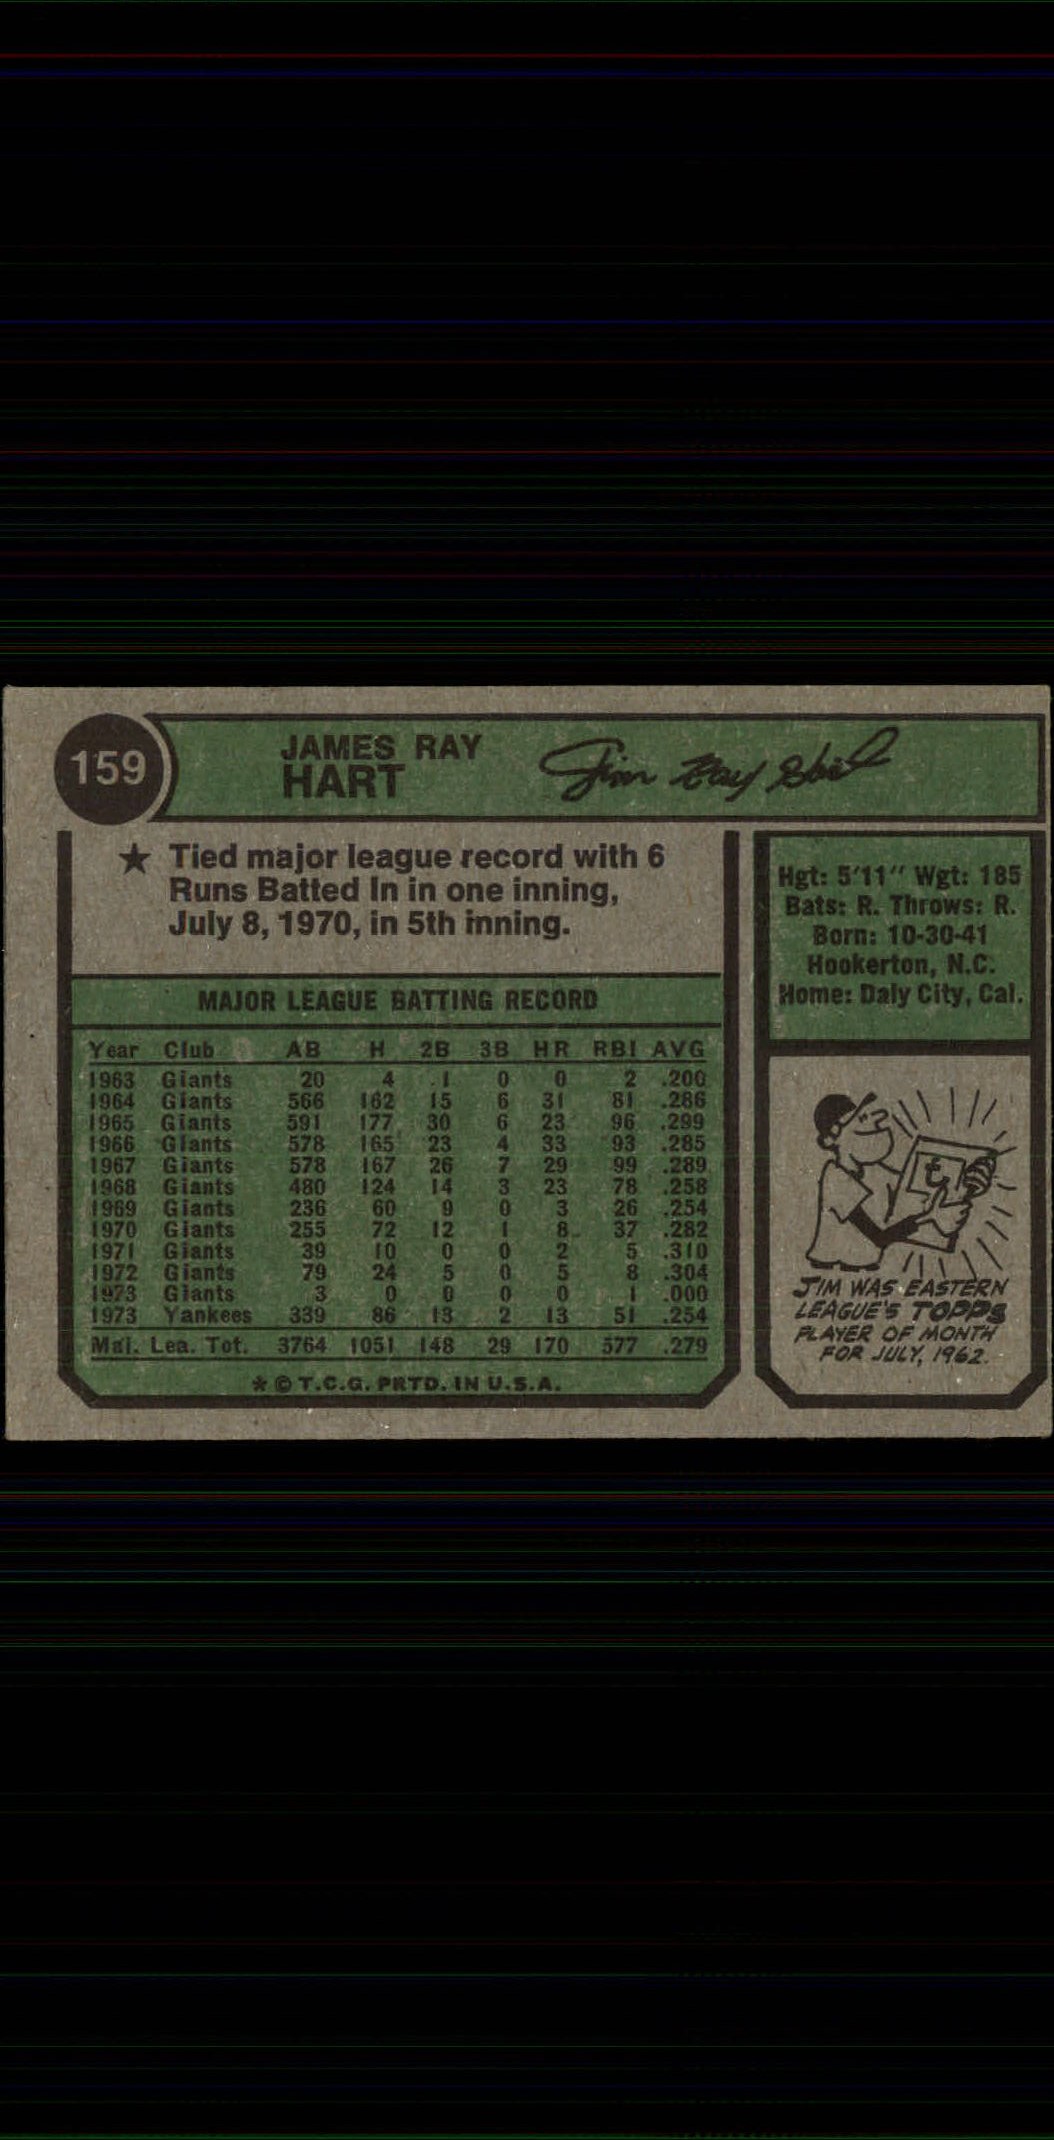 159
JAMES RAY
HART
Jim Ray Hart
★ Tied major league record with 6
Runs Batted In in one inning,
July 8, 1970, in 5th inning.
MAJOR LEAGUE BATTING RECORD
Year Club AB H 2B 3B HR RBI AVG
1963 Giants 20 4 1 0 0 2 .200
1964 Giants 566 162 15 6 31 81 .286
1965 Giants 591 177 30 6 23 96 .299
1966 Giants 578 165 23 4 33 93 .285
1967 Giants 578 167 26 7 29 99 .289
1968 Giants 480 124 14 3 23 78 .258
1969 Giants 236 60 9 0 3 26 .254
1970 Giants 255 72 12 1 8 37 .282
1971 Giants 39 10 0 0 2 5 .310
1972 Giants 79 24 5 0 5 8 .304
1973 Giants 3 0 0 0 0 1 .000
1973 Yankees 339 86 13 2 13 51 .254
Maj. Lea. Tot. 3764 1051 148 29 170 577 .279
* © T.C.G. PRTD. IN U.S.A.
Hgt: 5'11" Wgt: 185
Bats: R. Throws: R.
Born: 10-30-41
Hookerton, N.C.
Home: Daly City, Cal.
JIM WAS EASTERN
LEAGUE'S TOPPS
PLAYER OF MONTH
FOR JULY, 1962.